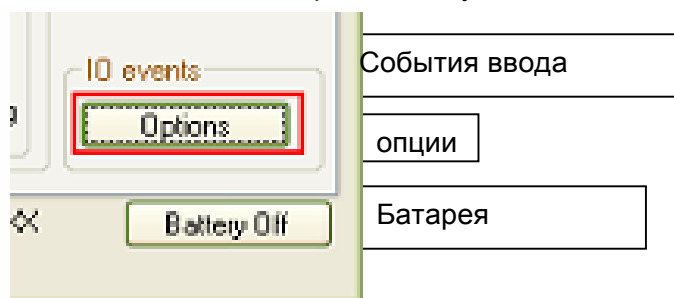 IO events
События ввода
Options
опции
Battery Off
Батарея